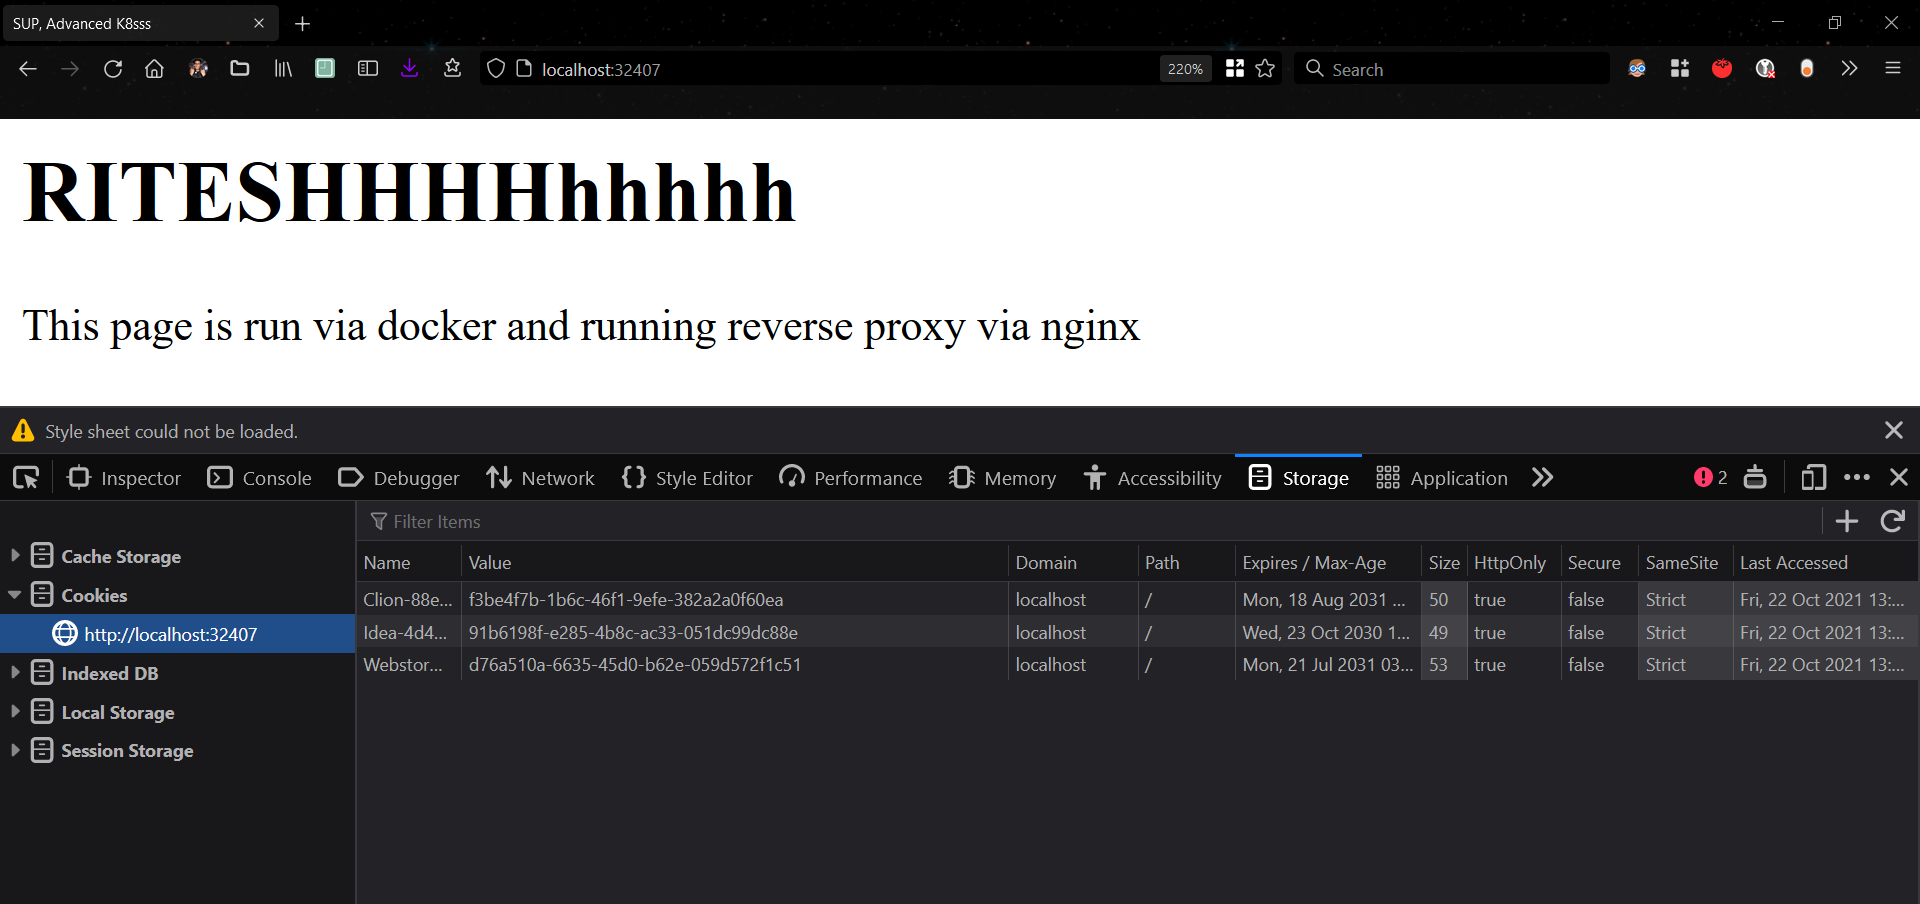 SUP, Advanced K8sss
localhost:32407
220%
Search
RITESHHHHhhhhh
This page is run via docker and running reverse proxy via nginx
Style sheet could not be loaded.
Inspector Console Debugger Network Style Editor Performance Memory Accessibility Storage Application 2
Filter Items
Cache Storage
Cookies
http://localhost:32407
Indexed DB
Local Storage
Session Storage
Name Value Domain Path Expires / Max-Age Size HttpOnly Secure SameSite Last Accessed
Clion-88e... f3be4f7b-1b6c-46f1-9efe-382a2a0f60ea localhost / Mon, 18 Aug 2031 ... 50 true false Strict Fri, 22 Oct 2021 13:...
Idea-4d4... 91b6198f-e285-4b8c-ac33-051dc99dc88e localhost / Wed, 23 Oct 2030 1... 49 true false Strict Fri, 22 Oct 2021 13:...
Webstor... d76a510a-6635-45d0-b62e-059d572f1c51 localhost / Mon, 21 Jul 2031 03... 53 true false Strict Fri, 22 Oct 2021 13:...